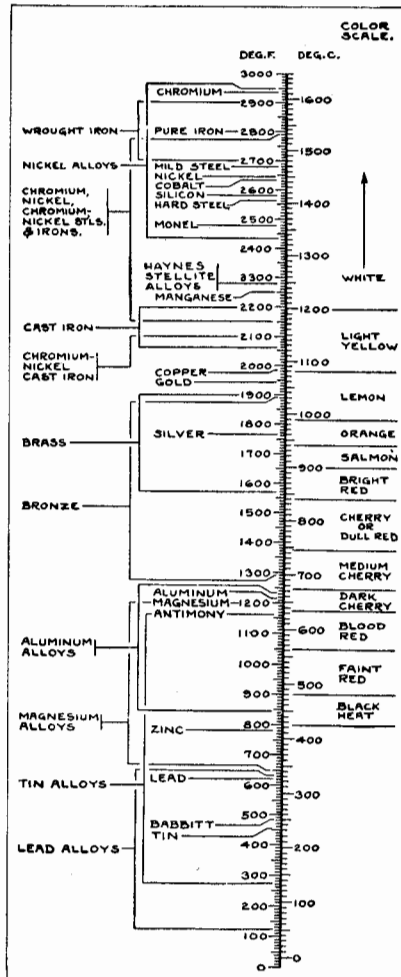 COLOR
SCALE.
DEG.F. DEG.C.
3000
CHROMIUM
1600
2900
WROUGHT IRON PURE IRON 2800
1500
NICKEL ALLOYS 2700
MILD STEEL
NICKEL
COBALT
CHROMIUM,
NICKEL,
CHROMIUM-
NICKEL STLS.
& IRONS.
SILICON 2600
HARD STEEL 1400
MONEL 2500
2400
1300
HAYNES
STELLITE
ALLOYS
2300 WHITE
MANGANESE
2200 1200
CAST IRON
2100
LIGHT
YELLOW
1100
CHROMIUM-
NICKEL
CAST IRON
COPPER 2000
GOLD
1900 LEMON
1000
SILVER 1800 ORANGE
BRASS
1700 SALMON
900
1600 BRIGHT
RED
BRONZE 1500
800 CHERRY
OR
DULL RED
1400
1300 700 MEDIUM
CHERRY
ALUMINUM
MAGNESIUM 1200 DARK
CHERRY
ANTIMONY
600 BLOOD
RED
1100
ALUMINUM
ALLOYS
1000
FAINT
RED
500
900
BLACK
HEAT
MAGNESIUM
ALLOYS
ZINC 800
400
700
TIN ALLOYS LEAD
600
300
500
BABBITT
TIN
LEAD ALLOYS 400 200
300
100
200
100
0
0